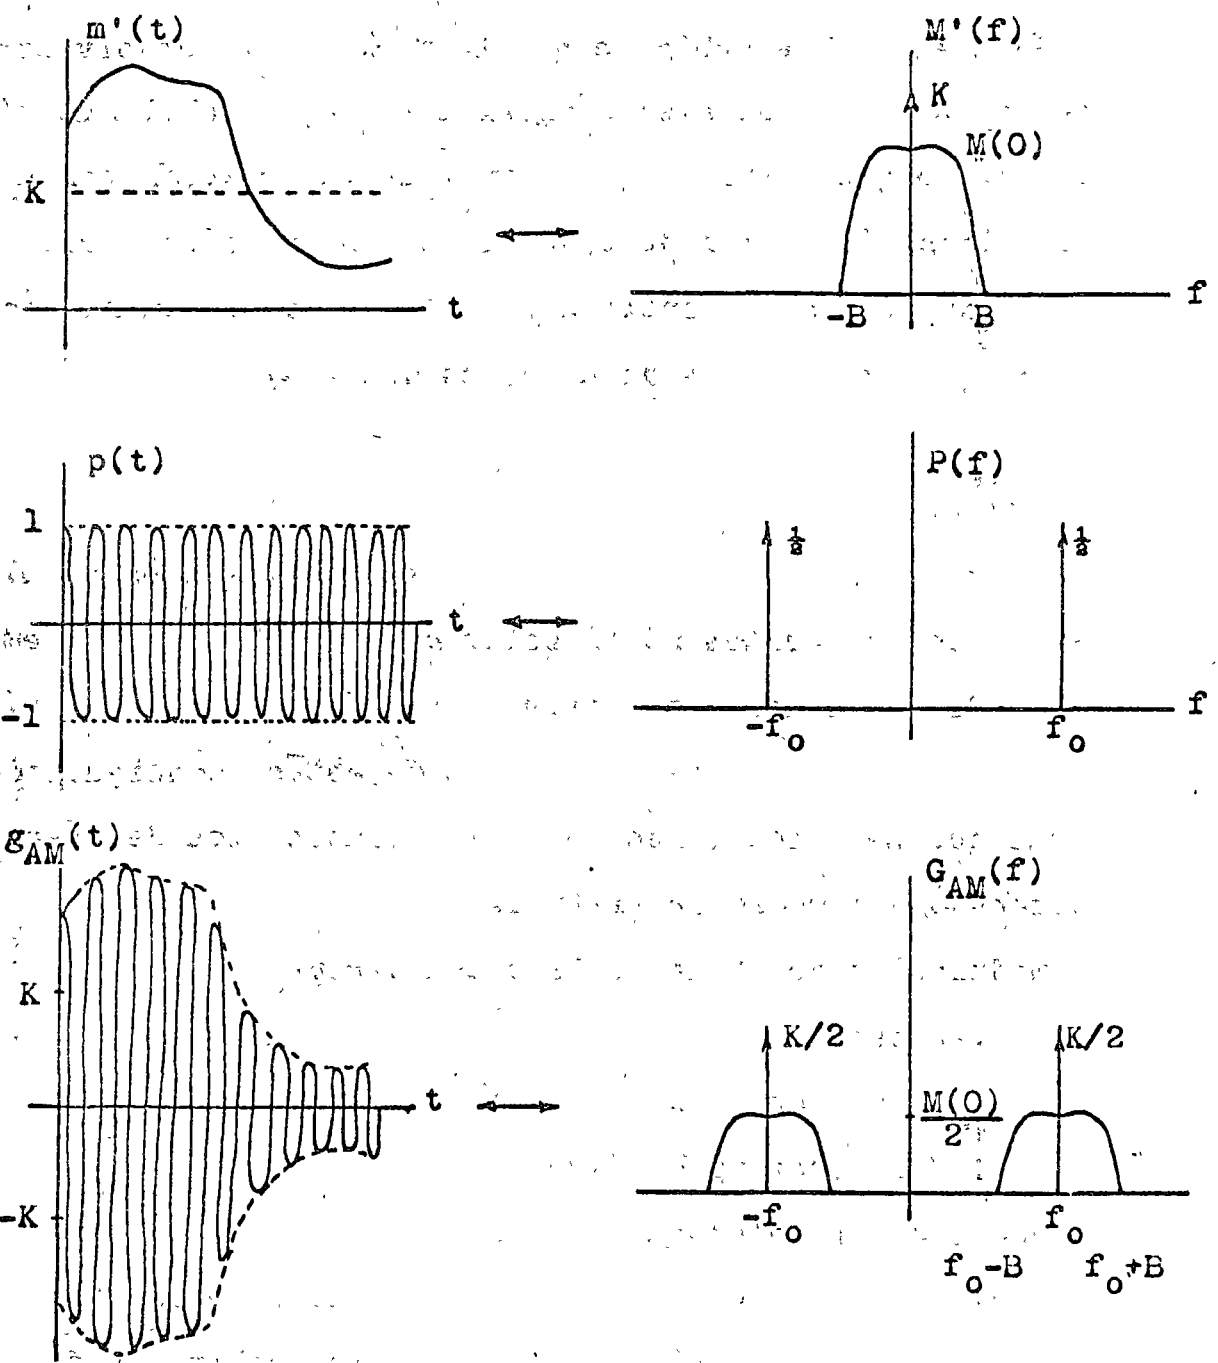 m'(t)
M'(f)
K
M(0)
K
t
-B
B
f
p(t)
P(f)
1
½
½
t
-1
-f₀
f₀
f
g_AM(t)
G_AM(f)
K
K/2
K/2
M(0)
2
t
-K
-f₀
f₀
f₀-B
f₀+B